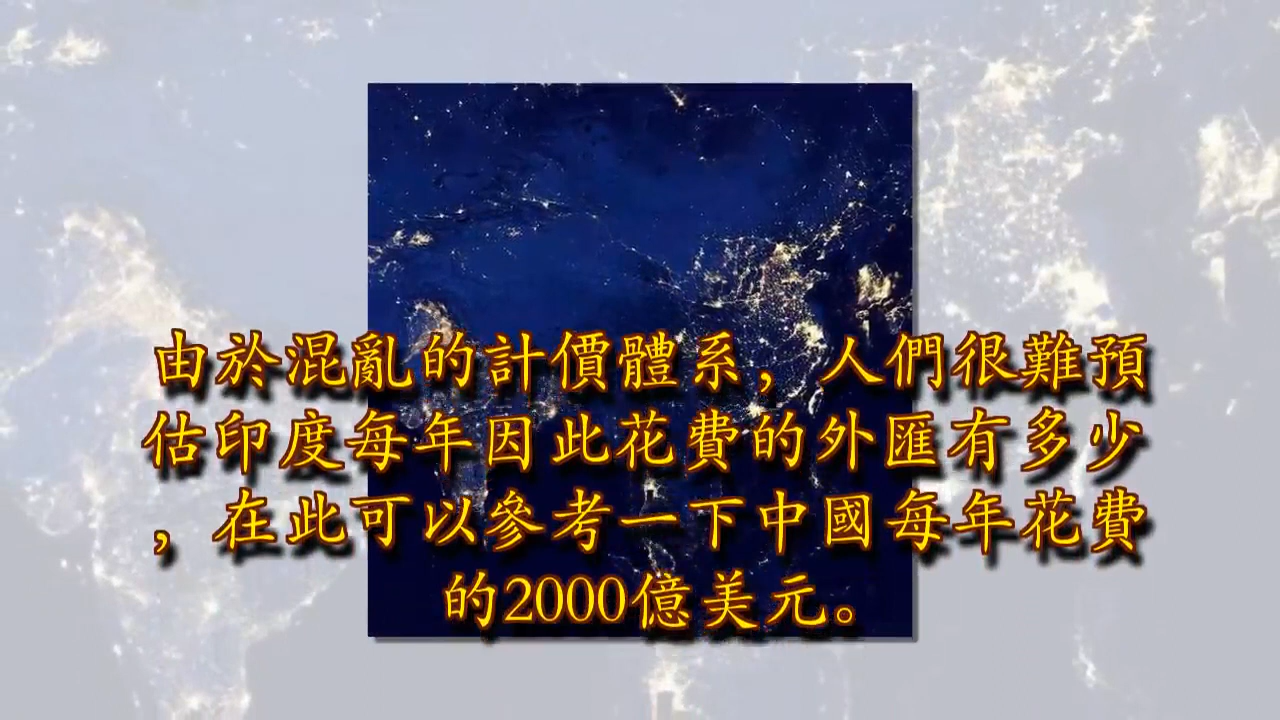 由於混亂的計價體系，人們很難預
估印度每年因此花費的外匯有多少
，在此可以參考一下中國每年花費
的2000億美元。